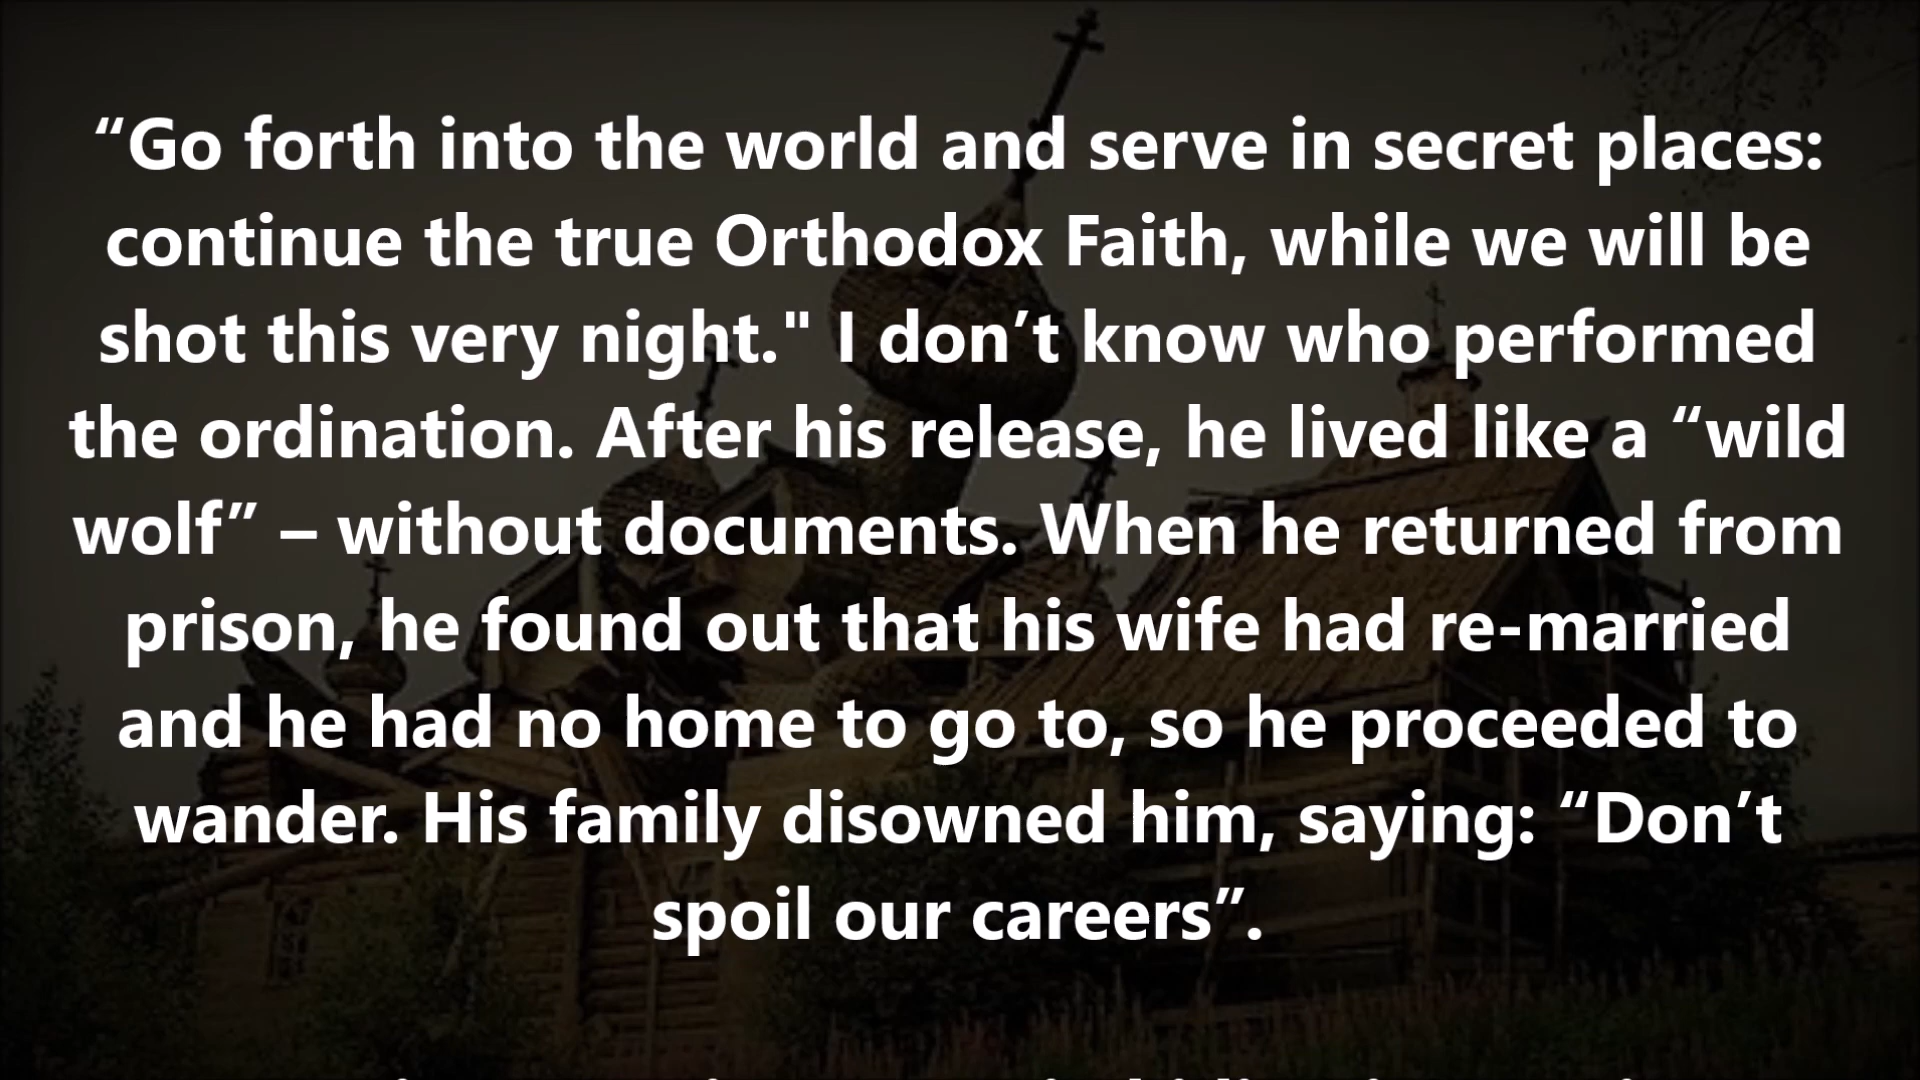 “Go forth into the world and serve in secret places:
continue the true Orthodox Faith, while we will be
shot this very night." I don’t know who performed
the ordination. After his release, he lived like a “wild
wolf” – without documents. When he returned from
prison, he found out that his wife had re-married
and he had no home to go to, so he proceeded to
wander. His family disowned him, saying: “Don’t
spoil our careers”.